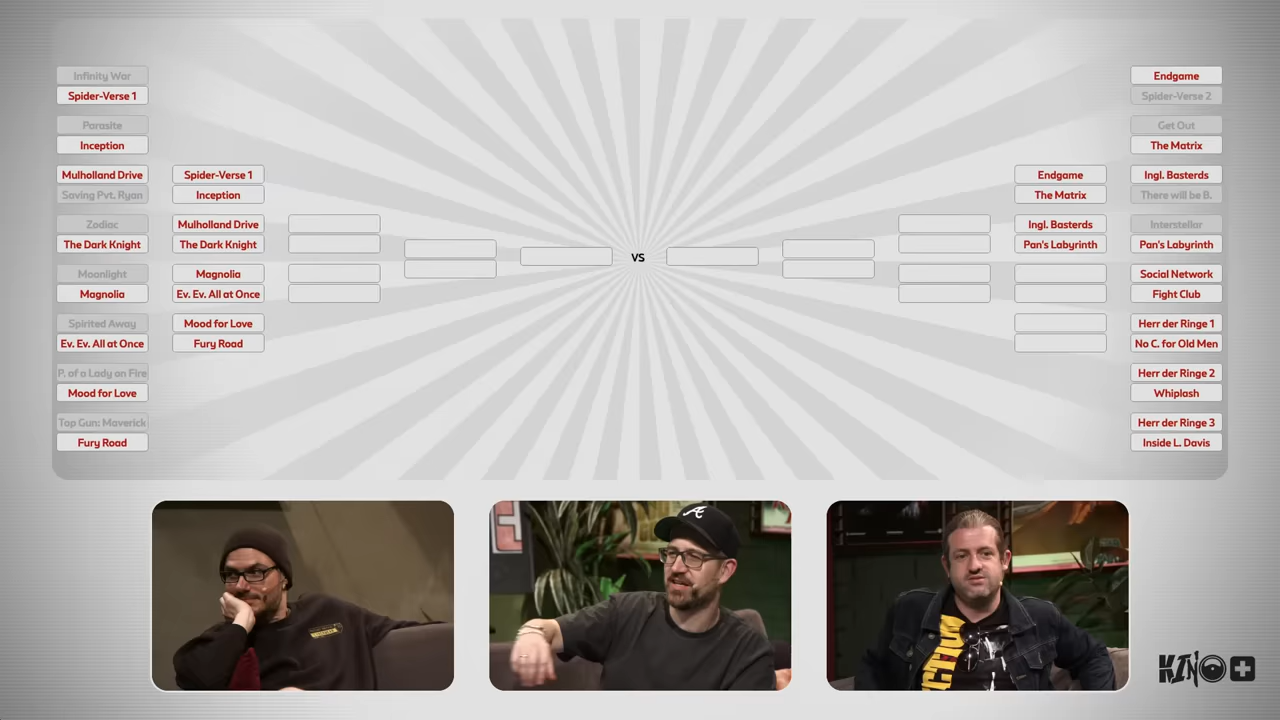 Infinity War
Spider-Verse 1
Parasite
Inception
Mulholland Drive
Saving Pvt. Ryan
Zodiac
The Dark Knight
Moonlight
Magnolia
Spirited Away
Ev. Ev. All at Once
P. of a Lady on Fire
Mood for Love
Top Gun: Maverick
Fury Road
Spider-Verse 1
Inception
Mulholland Drive
The Dark Knight
Magnolia
Ev. Ev. All at Once
Mood for Love
Fury Road
VS
Endgame
The Matrix
Ingl. Basterds
Pan's Labyrinth
Endgame
Spider-Verse 2
Get Out
The Matrix
Ingl. Basterds
There will be B.
Interstellar
Pan's Labyrinth
Social Network
Fight Club
Herr der Ringe 1
No C. for Old Men
Herr der Ringe 2
Whiplash
Herr der Ringe 3
Inside L. Davis
A
CTION
KINO+